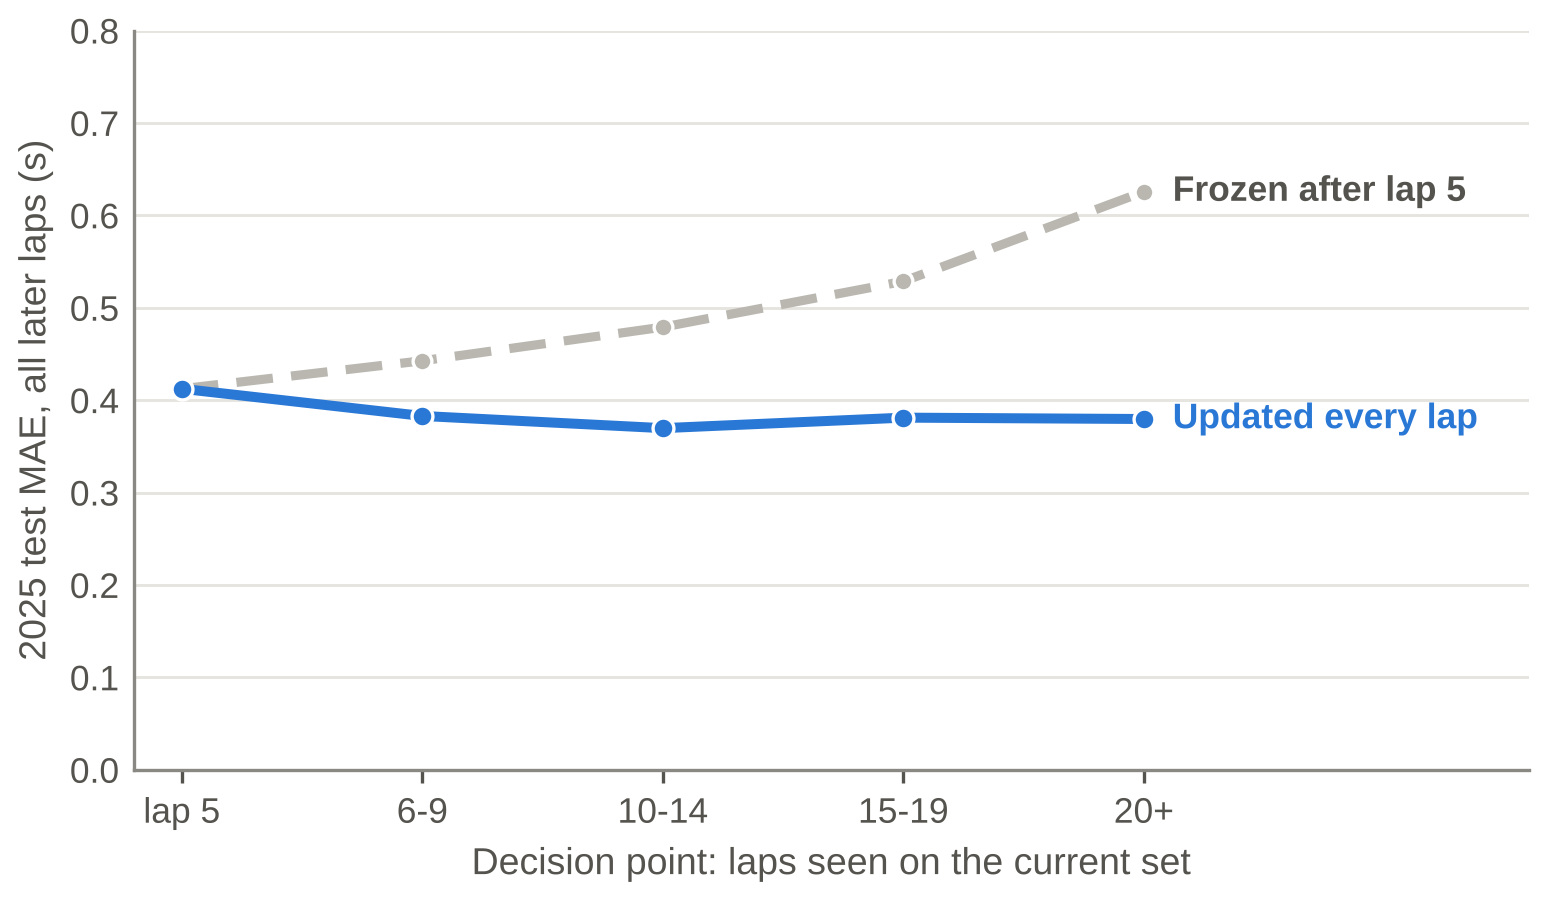 0.8
0.7
0.6
0.5
0.4
0.3
0.2
0.1
0.0
2025 test MAE, all later laps (s)
Frozen after lap 5
Updated every lap
lap 5
6-9
10-14
15-19
20+
Decision point: laps seen on the current set